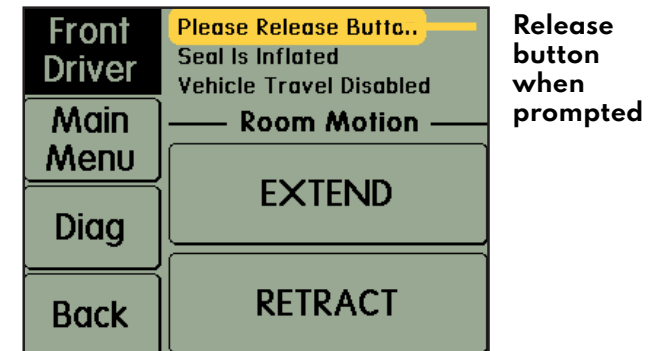 Front
Driver
Please Release Butto..
Seal Is Inflated
Vehicle Travel Disabled
Main
Menu
Room Motion
EXTEND
Diag
RETRACT
Back
Release
button
when
prompted